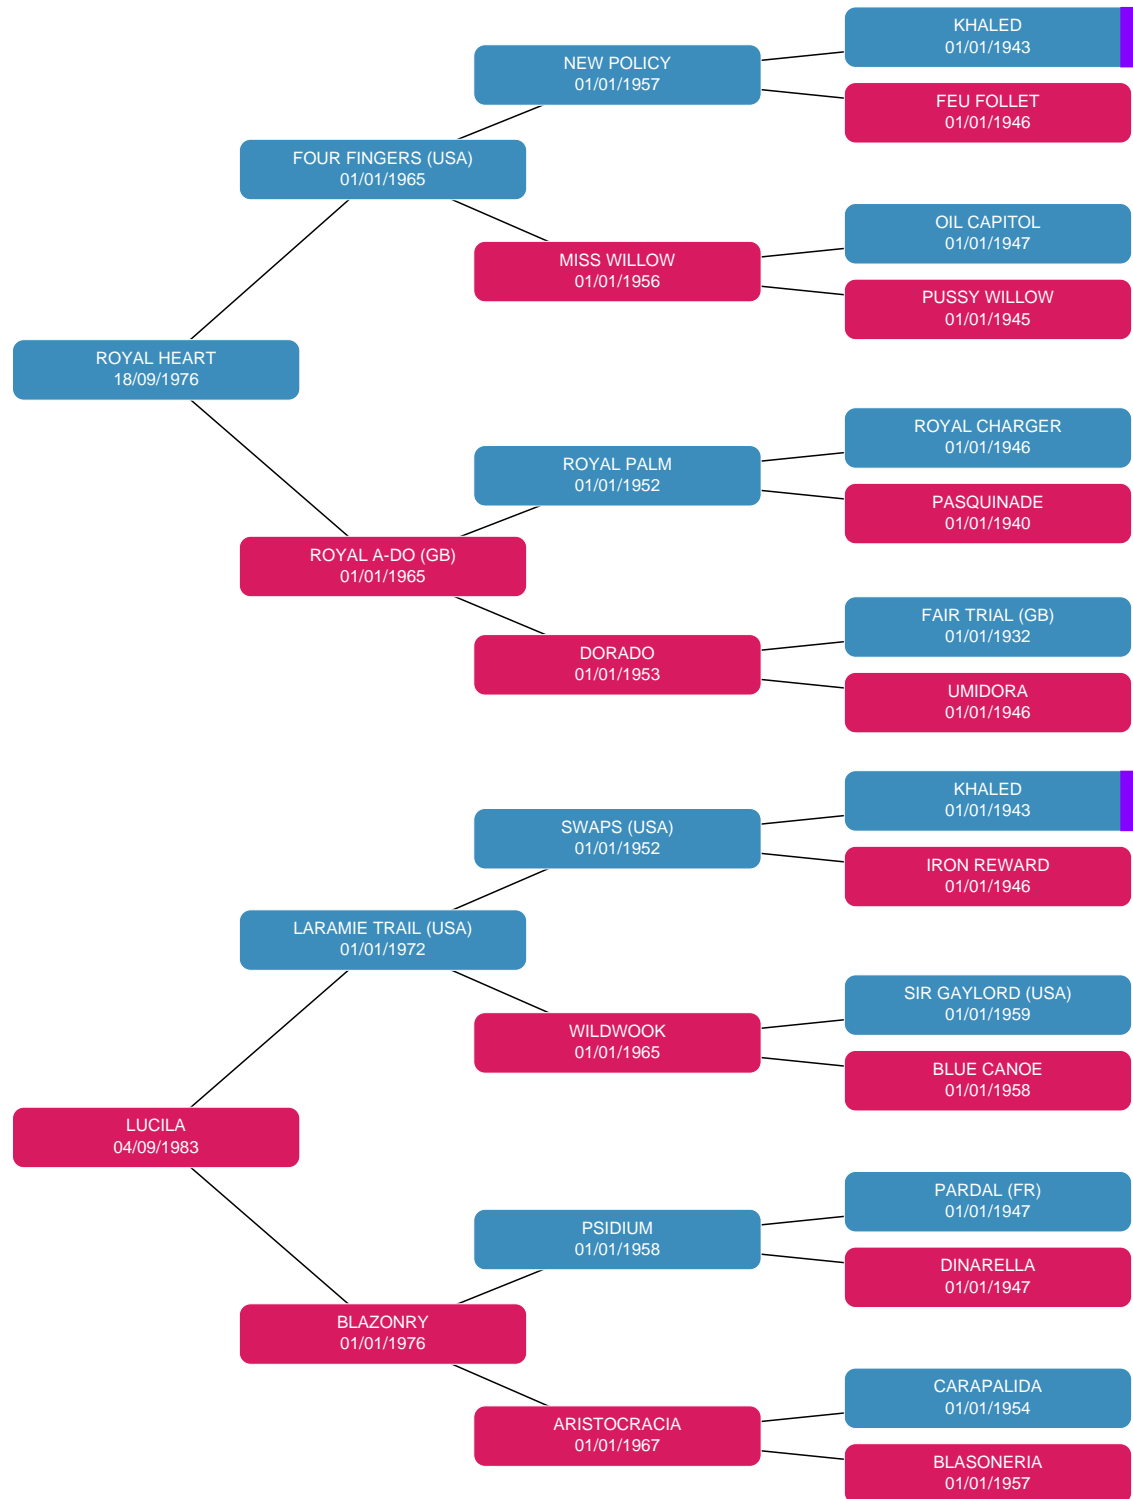 KHALED
01/01/1943
NEW POLICY
01/01/1957
FEU FOLLET
01/01/1946
FOUR FINGERS (USA)
01/01/1965
OIL CAPITOL
01/01/1947
MISS WILLOW
01/01/1956
PUSSY WILLOW
01/01/1945
ROYAL HEART
18/09/1976
ROYAL CHARGER
01/01/1946
ROYAL PALM
01/01/1952
PASQUINADE
01/01/1940
ROYAL A-DO (GB)
01/01/1965
FAIR TRIAL (GB)
01/01/1932
DORADO
01/01/1953
UMIDORA
01/01/1946
KHALED
01/01/1943
SWAPS (USA)
01/01/1952
IRON REWARD
01/01/1946
LARAMIE TRAIL (USA)
01/01/1972
SIR GAYLORD (USA)
01/01/1959
WILDWOOK
01/01/1965
BLUE CANOE
01/01/1958
LUCILA
04/09/1983
PARDAL (FR)
01/01/1947
PSIDIUM
01/01/1958
DINARELLA
01/01/1947
BLAZONRY
01/01/1976
CARAPALIDA
01/01/1954
ARISTOCRACIA
01/01/1967
BLASONERIA
01/01/1957